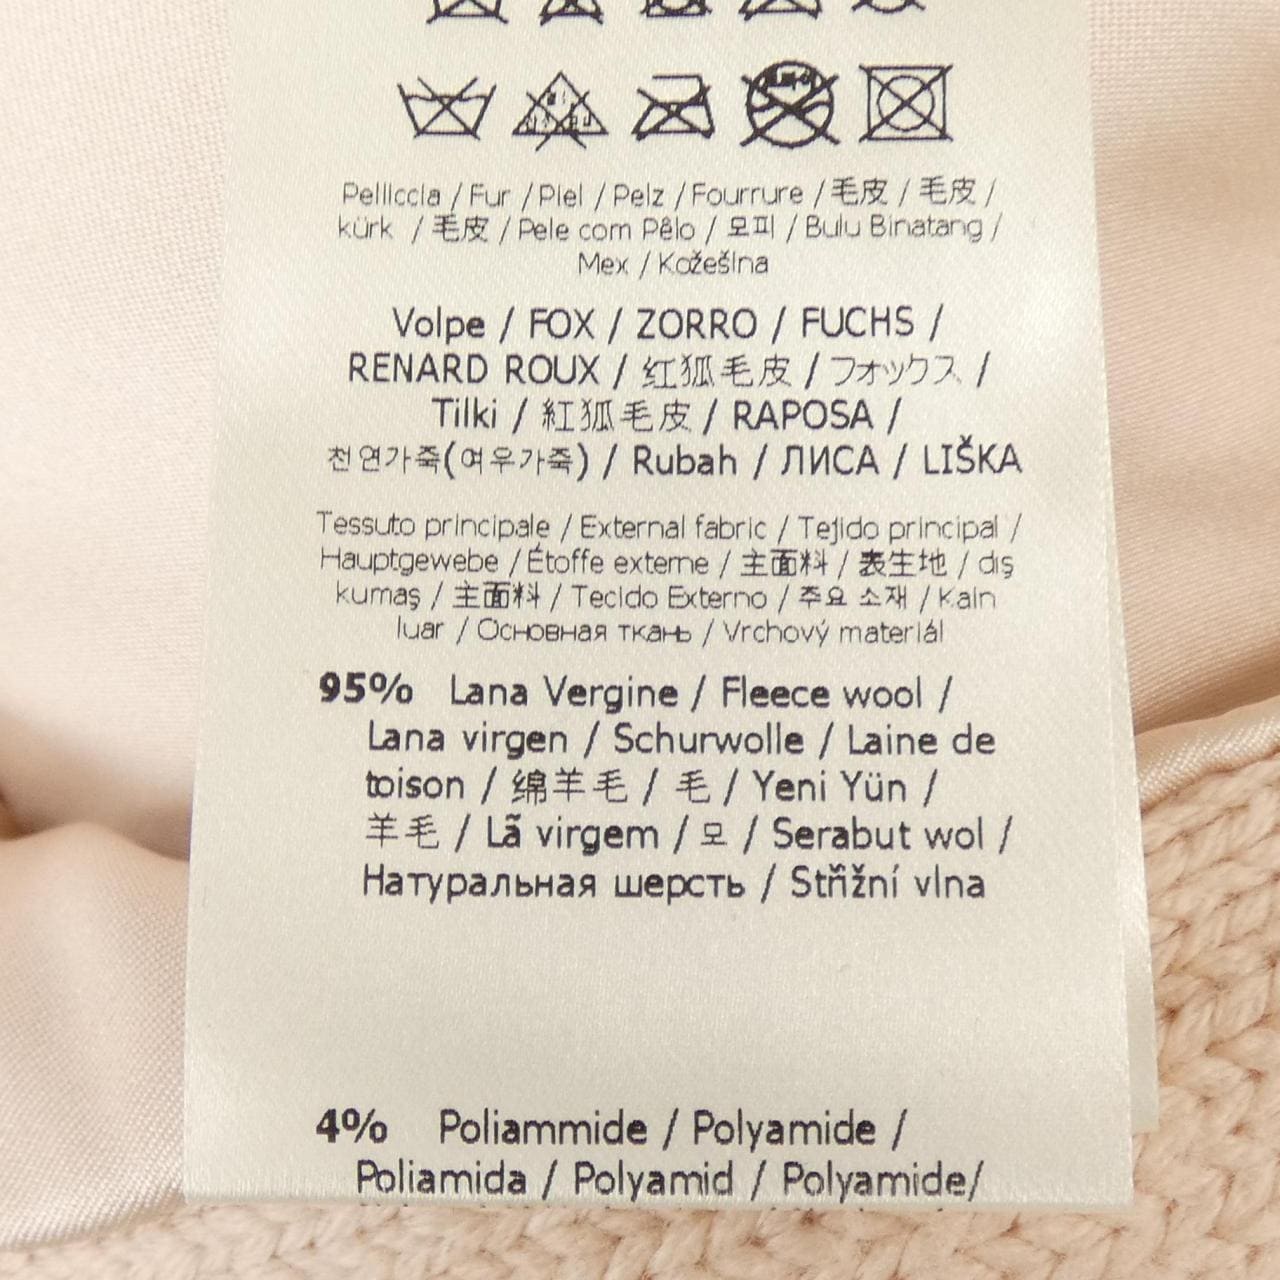 Pelliccia / Fur / Piel / Pelz / Fourrure / 毛皮 / 毛皮 /
kürk / 毛皮 / Pele com Pêlo / 모피 / Bulu Binatang /
Mex / Kožešina
Volpe / FOX / ZORRO / FUCHS /
RENARD ROUX / 红狐毛皮 / フォックス /
Tilki / 紅狐毛皮 / RAPOSA /
천연가죽(여우가죽) / Rubah / ЛИСА / LIŠKA
Tessuto principale / External fabric / Tejido principal /
Hauptgewebe / Étoffe externe / 主面料 / 表生地 / dış
kumaş / 主面料 / Tecido Externo / 주요 소재 / Kain
luar / Основная ткань / Vrchový materiál
95% Lana Vergine / Fleece wool /
Lana virgen / Schurwolle / Laine de
toison / 绵羊毛 / 毛 / Yeni Yün /
羊毛 / Lã virgem / 모 / Serabut wol /
Натуральная шерсть / Střižní vlna
4% Poliammide / Polyamide /
Poliamida / Polyamid / Polyamide/